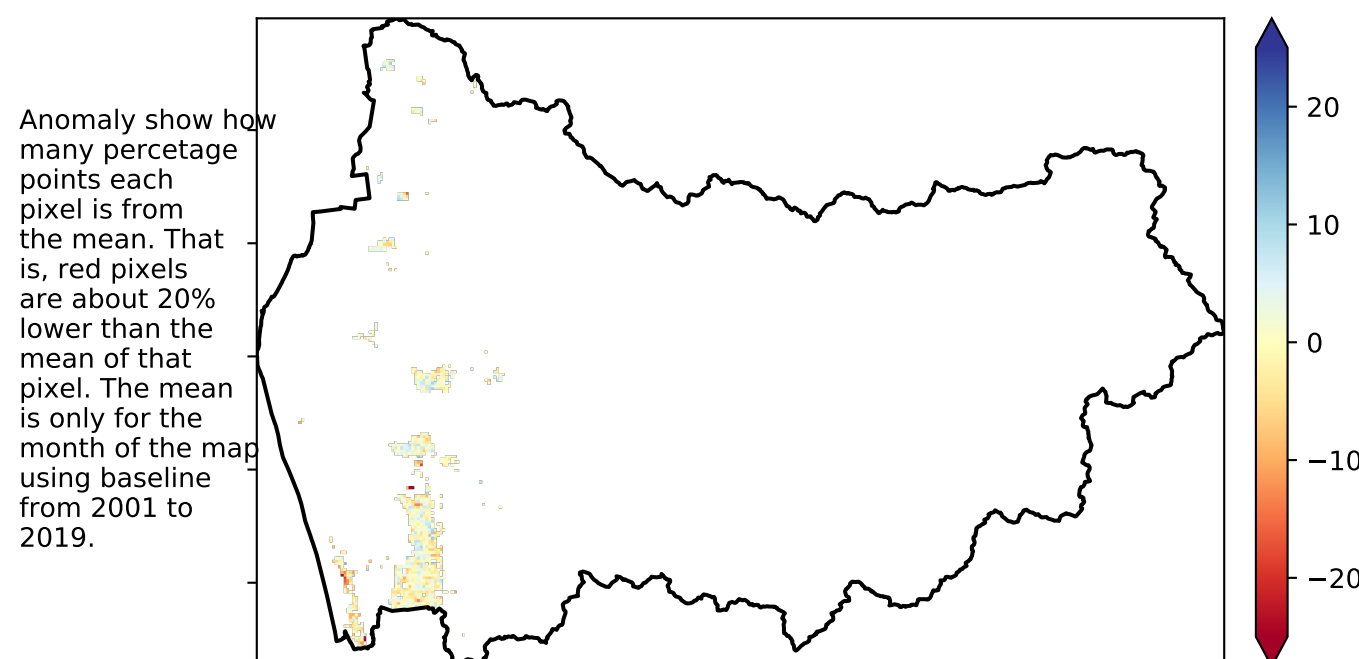 Anomaly show how
many percetage
points each
pixel is from
the mean. That
is, red pixels
are about 20%
lower than the
mean of that
pixel. The mean
is only for the
month of the map
using baseline
from 2001 to
2019.
20
10
0
−10
−20